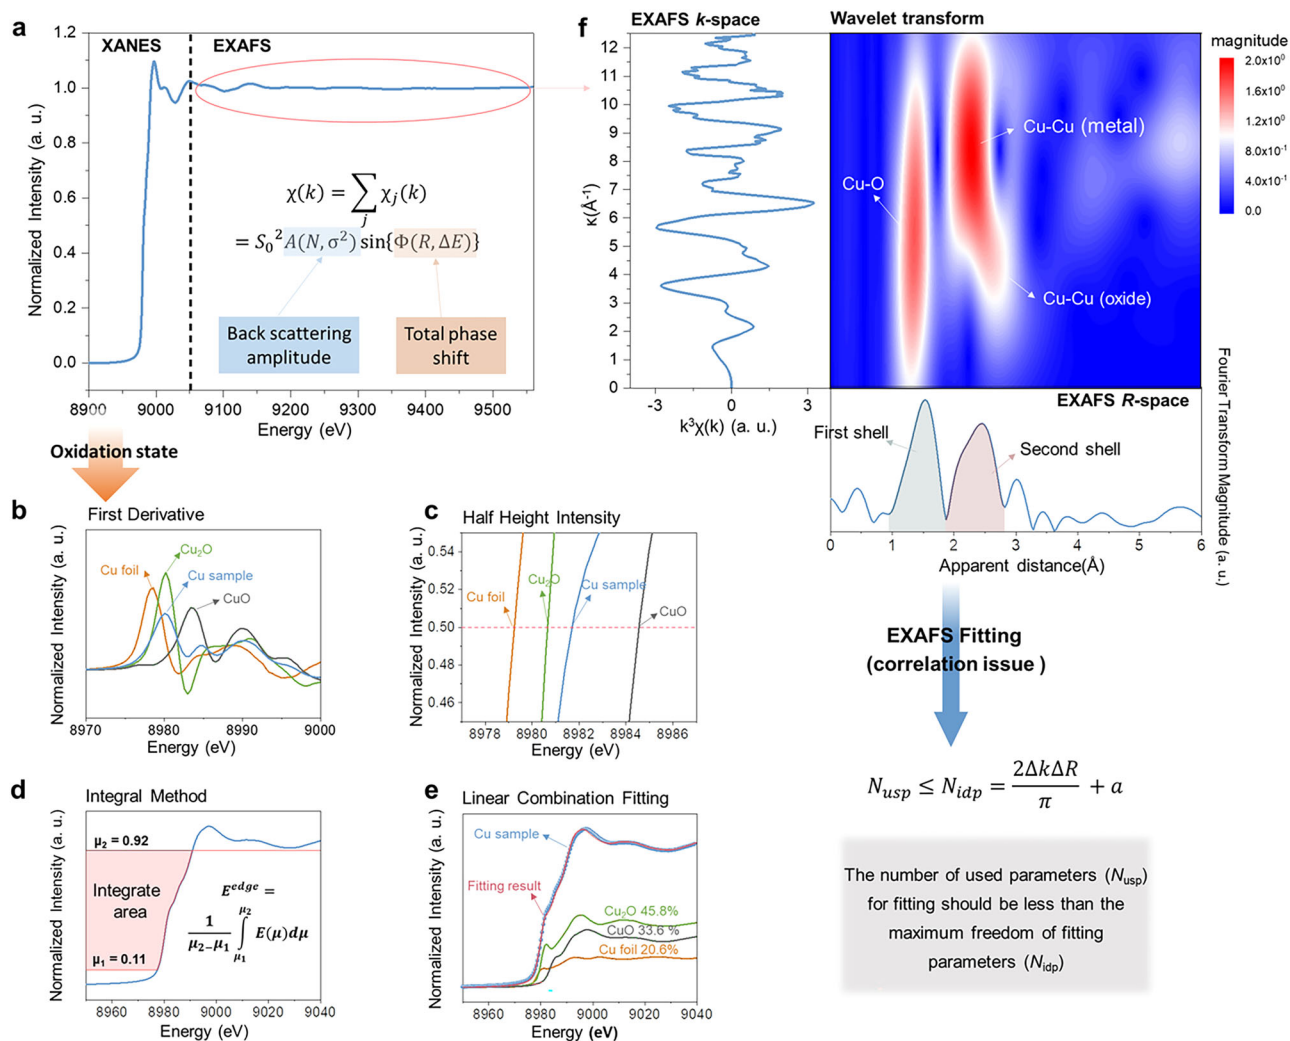 a
XANES
EXAFS
1.2
1.0
0.8
0.6
0.4
0.2
0.0
Normalized Intensity (a. u.)
χ(k) = ∑ χj(k)
j
= S₀² A(N, σ²) sin{Φ(R, ΔE)}
Back scattering
amplitude
Total phase
shift
8900 9000 9100 9200 9300 9400 9500
Energy (eV)
Oxidation state
b
First Derivative
Normalized Intensity (a. u.)
Cu₂O
Cu foil
Cu sample
CuO
8970 8980 8990 9000
Energy (eV)
c
Half Height Intensity
Normalized Intensity (a. u.)
0.54
0.52
0.50
0.48
0.46
Cu foil
Cu₂O
Cu sample
CuO
8978 8980 8982 8984 8986
Energy (eV)
d
Integral Method
Normalized Intensity (a. u.)
μ₂ = 0.92
Integrate
area
E^edge =
1/(μ₂₋μ₁) ∫_μ₁^μ₂ E(μ)dμ
μ₁ = 0.11
8960 8980 9000 9020 9040
Energy (eV)
e
Linear Combination Fitting
Normalized Intensity (a. u.)
Cu sample
Fitting result
Cu₂O 45.8%
CuO 33.6 %
Cu foil 20.6%
8960 8980 9000 9020 9040
Energy (eV)
f
EXAFS k-space
12
11
10
9
8
7
6
5
4
3
2
1
0
κ(Å⁻¹)
-3 0 3
k³χ(k) (a. u.)
Wavelet transform
Cu-O
Cu-Cu (metal)
Cu-Cu (oxide)
magnitude
2.0x10⁰
1.6x10⁰
1.2x10⁰
8.0x10⁻¹
4.0x10⁻¹
0.0
EXAFS R-space
First shell
Second shell
Fourier Transform Magnitude (a. u.)
0 1 2 3 4 5 6
Apparent distance(Å)
EXAFS Fitting
(correlation issue )
N_usp ≤ N_idp = 2ΔkΔR/π + a
The number of used parameters (N_usp)
for fitting should be less than the
maximum freedom of fitting
parameters (N_idp)